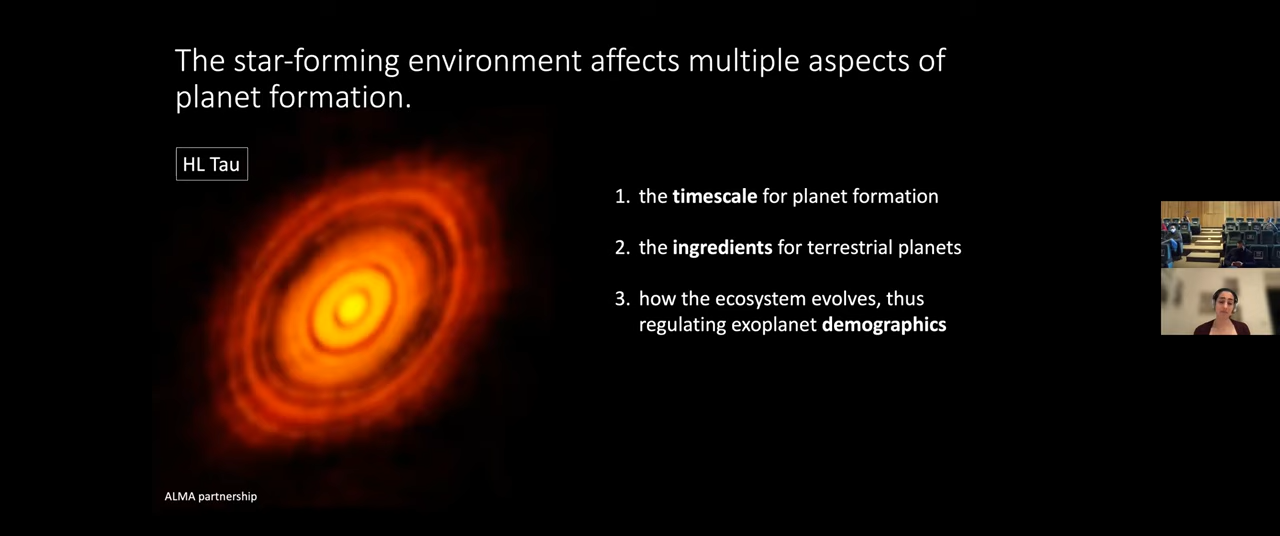 The star-forming environment affects multiple aspects of
planet formation.
HL Tau
1. the timescale for planet formation
2. the ingredients for terrestrial planets
3. how the ecosystem evolves, thus
regulating exoplanet demographics
ALMA partnership